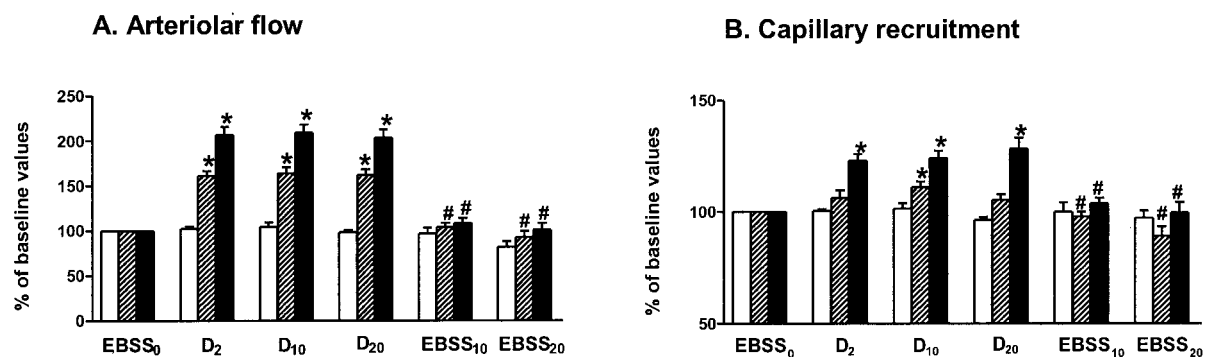 A. Arteriolar flow
% of baseline values
250
200
150
100
50
0
* * * * * * # # # #
EBSS0 D2 D10 D20 EBSS10 EBSS20
B. Capillary recruitment
% of baseline values
150
100
50
* * * * # # # #
EBSS0 D2 D10 D20 EBSS10 EBSS20